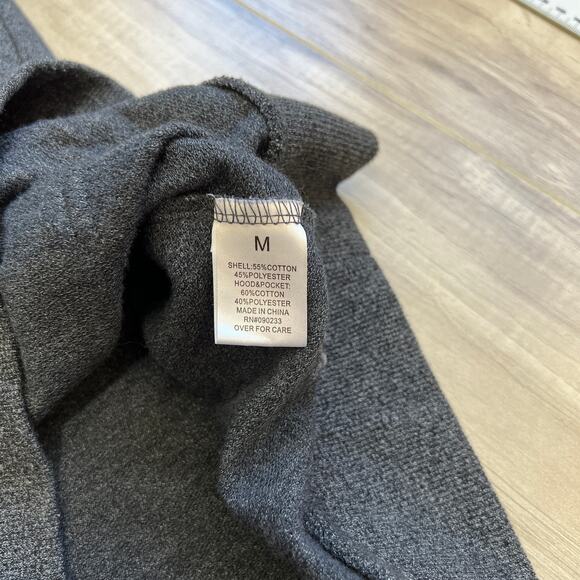 M
SHELL:55%COTTON
45%POLYESTER
HOOD&POCKET:
60%COTTON
40%POLYESTER
MADE IN CHINA
RN#090233
OVER FOR CARE